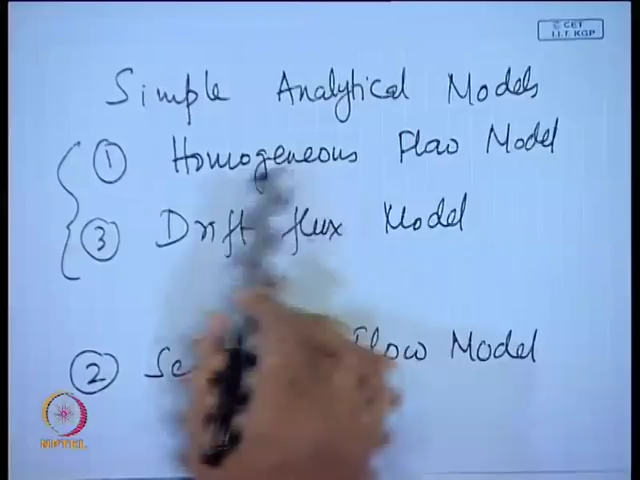 © CET
I.I.T. KGP
Simple Analytical Models
① Homogeneous Flow Model
③ Drift flux Model
② Flow Model
NPTEL